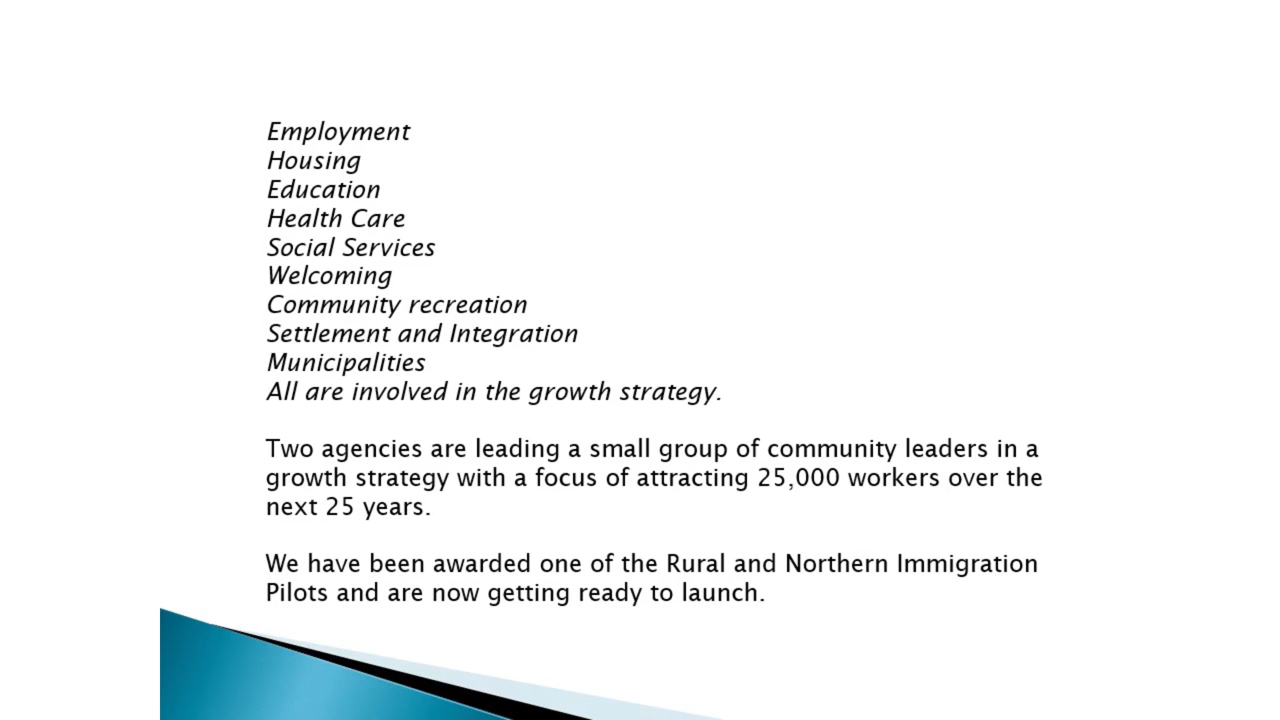 Employment
Housing
Education
Health Care
Social Services
Welcoming
Community recreation
Settlement and Integration
Municipalities
All are involved in the growth strategy.
Two agencies are leading a small group of community leaders in a
growth strategy with a focus of attracting 25,000 workers over the
next 25 years.
We have been awarded one of the Rural and Northern Immigration
Pilots and are now getting ready to launch.